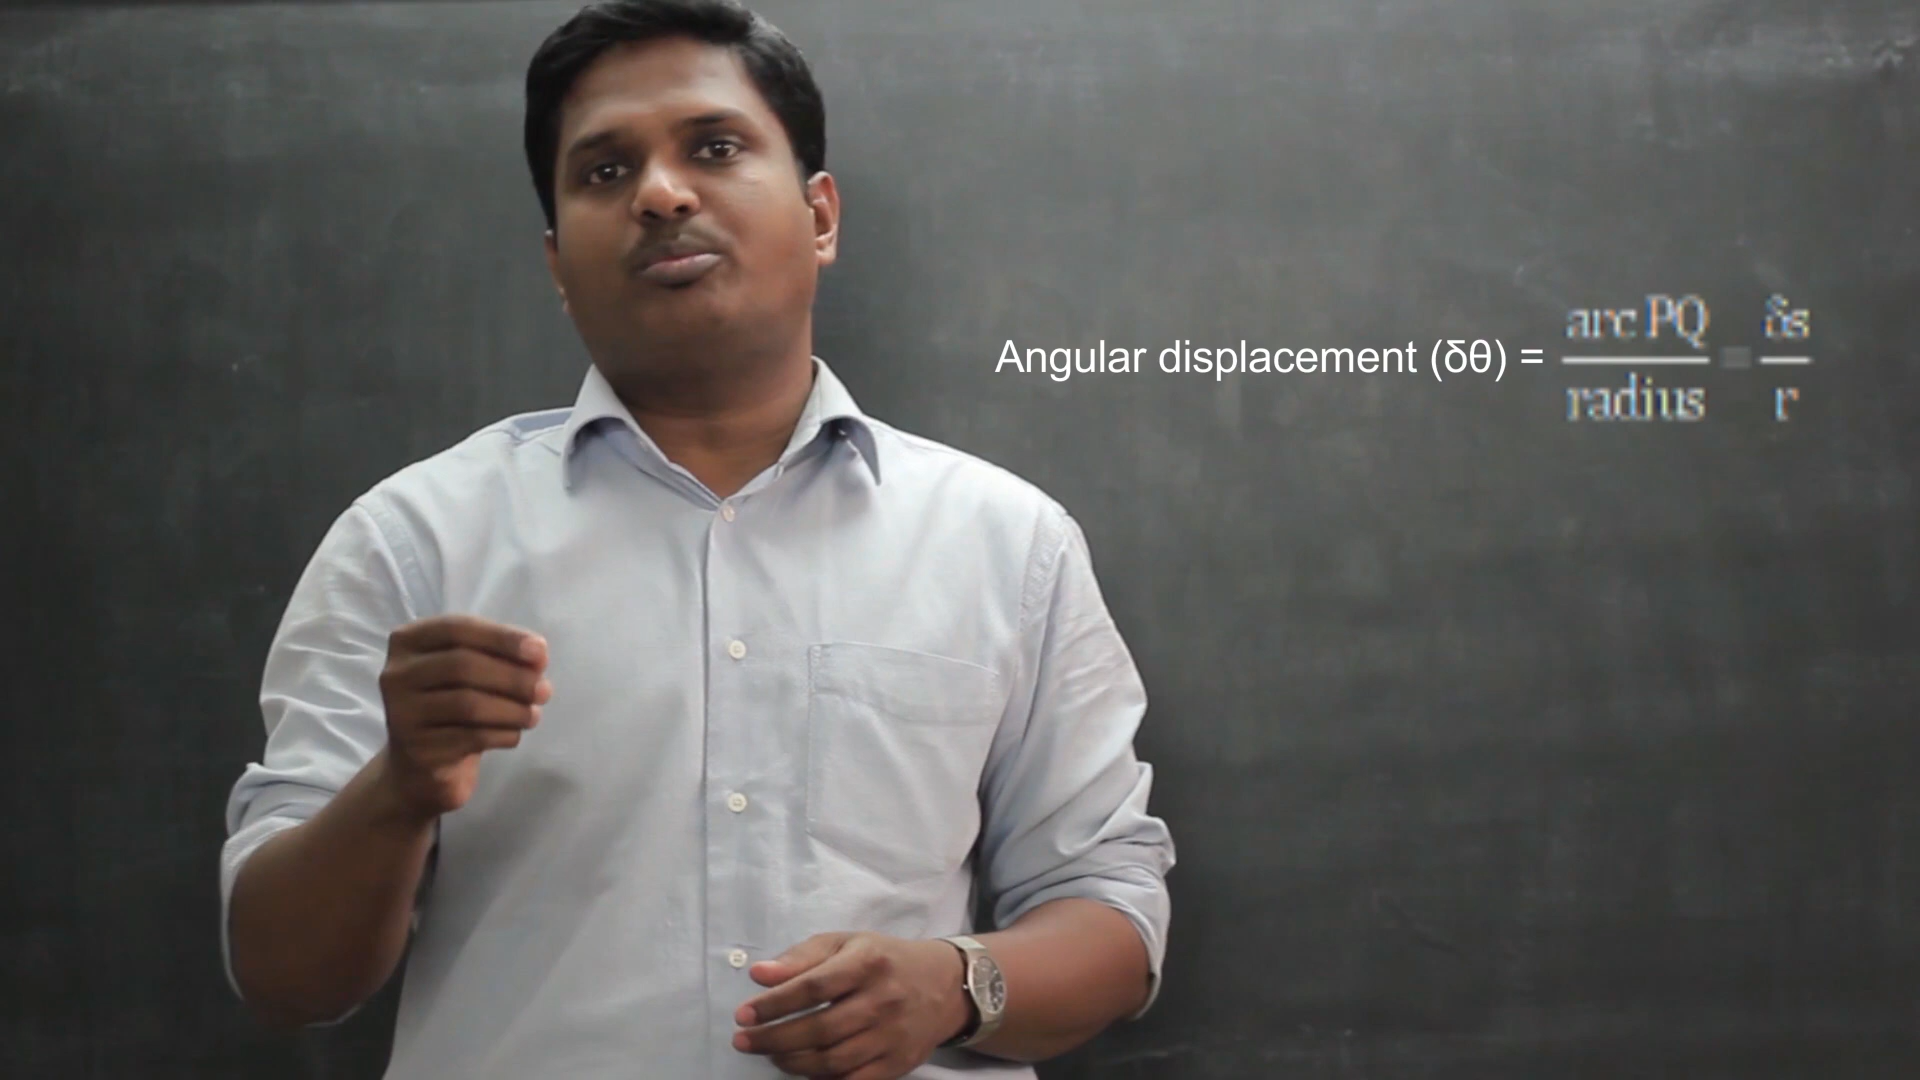 Angular displacement (δθ) = arc PQ / radius = δs / r